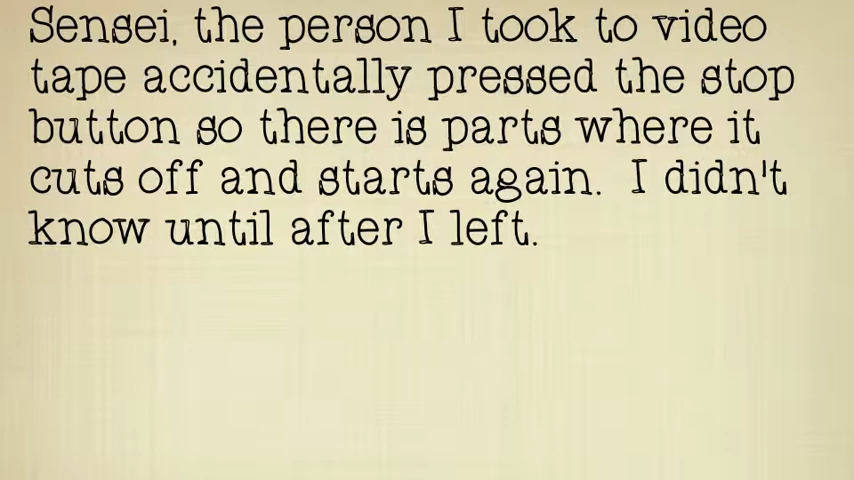 Sensei, the person I took to video
tape accidentally pressed the stop
button so there is parts where it
cuts off and starts again.  I didn't
know until after I left.